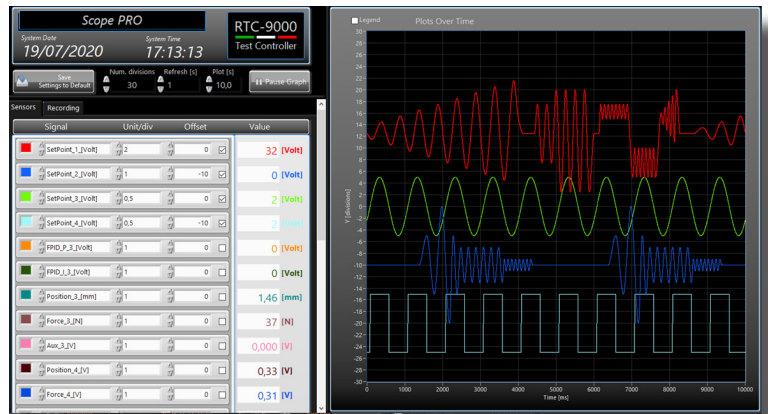 Scope PRO
System Date
System Time
19/07/2020
17:13:13
RTC-9000
Test Controller
Save
Settings to Default
Num. divisions
30
Refresh [s]
1
Plot [s]
10,0
Pause Graph
Sensors
Recording
Signal Unit/div Offset Value
SetPoint_1_[Volt] 2 0 32 [Volt]
SetPoint_2_[Volt] 1 -10 0 [Volt]
SetPoint_3_[Volt] 0,5 0 2 [Volt]
SetPoint_4_[Volt] 0,5 -10 2 [Volt]
FPID_P_3_[Volt] 1 0 0 [Volt]
FPID_I_3_[Volt] 1 0 0 [Volt]
Position_3_[mm] 1 0 1,46 [mm]
Force_3_[N] 1 0 37 [N]
Aux_3_[V] 1 0 0,000 [V]
Position_4_[V] 1 0 0,33 [V]
Force_4_[V] 1 0 0,31 [V]
Legend
Plots Over Time
30
28
26
24
22
20
18
16
14
12
10
8
6
4
2
0
-2
-4
-6
-8
-10
-12
-14
-16
-18
-20
-22
-24
-26
-28
-30
Y [divisions]
0 1000 2000 3000 4000 5000 6000 7000 8000 9000 10000
Time [ms]